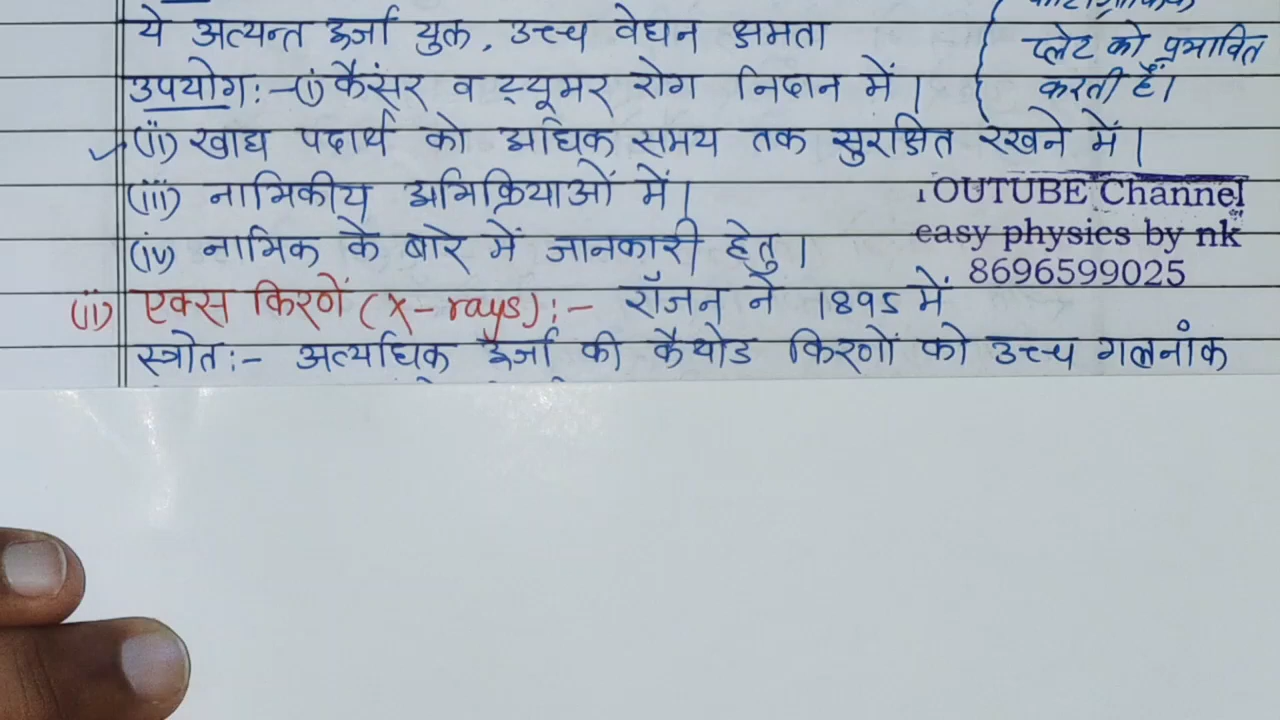 ये अत्यन्त ऊर्जा युक्त, उच्च वेधन क्षमता
प्लेट को प्रभावित
करती हैं।
उपयोग:-(i) कैंसर व ट्यूमर रोग निदान में।
(ii) खाद्य पदार्थ को अधिक समय तक सुरक्षित रखने में।
(iii) नाभिकीय अभिक्रियाओं में।
(iv) नाभिक के बारे में जानकारी हेतु।
YOUTUBE Channel
easy physics by nk
8696599025
(ii) एक्स किरणें (x-rays):- रॉंजन ने 1895 में
स्त्रोत:- अत्यधिक ऊर्जा की कैथोड किरणों को उच्च गलनांक